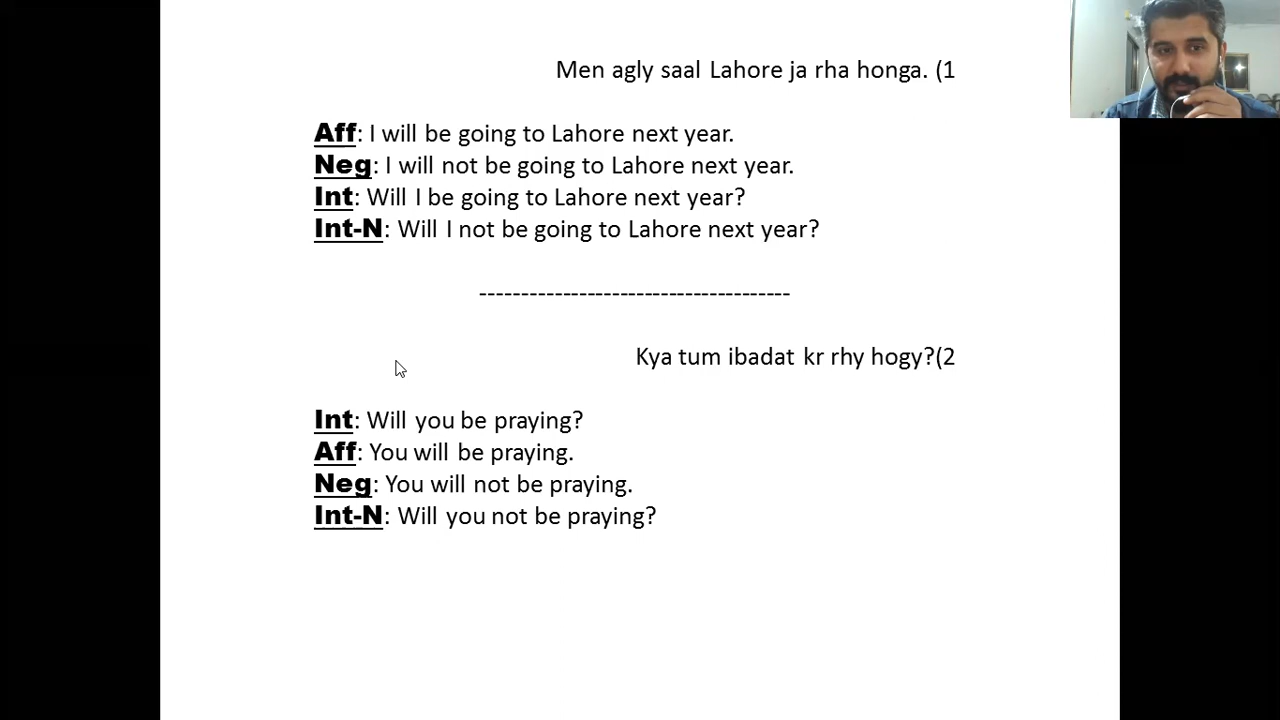 Men agly saal Lahore ja rha honga. (1
Aff: I will be going to Lahore next year.
Neg: I will not be going to Lahore next year.
Int: Will I be going to Lahore next year?
Int-N: Will I not be going to Lahore next year?
-------------------------------------
Kya tum ibadat kr rhy hogy?(2
Int: Will you be praying?
Aff: You will be praying.
Neg: You will not be praying.
Int-N: Will you not be praying?